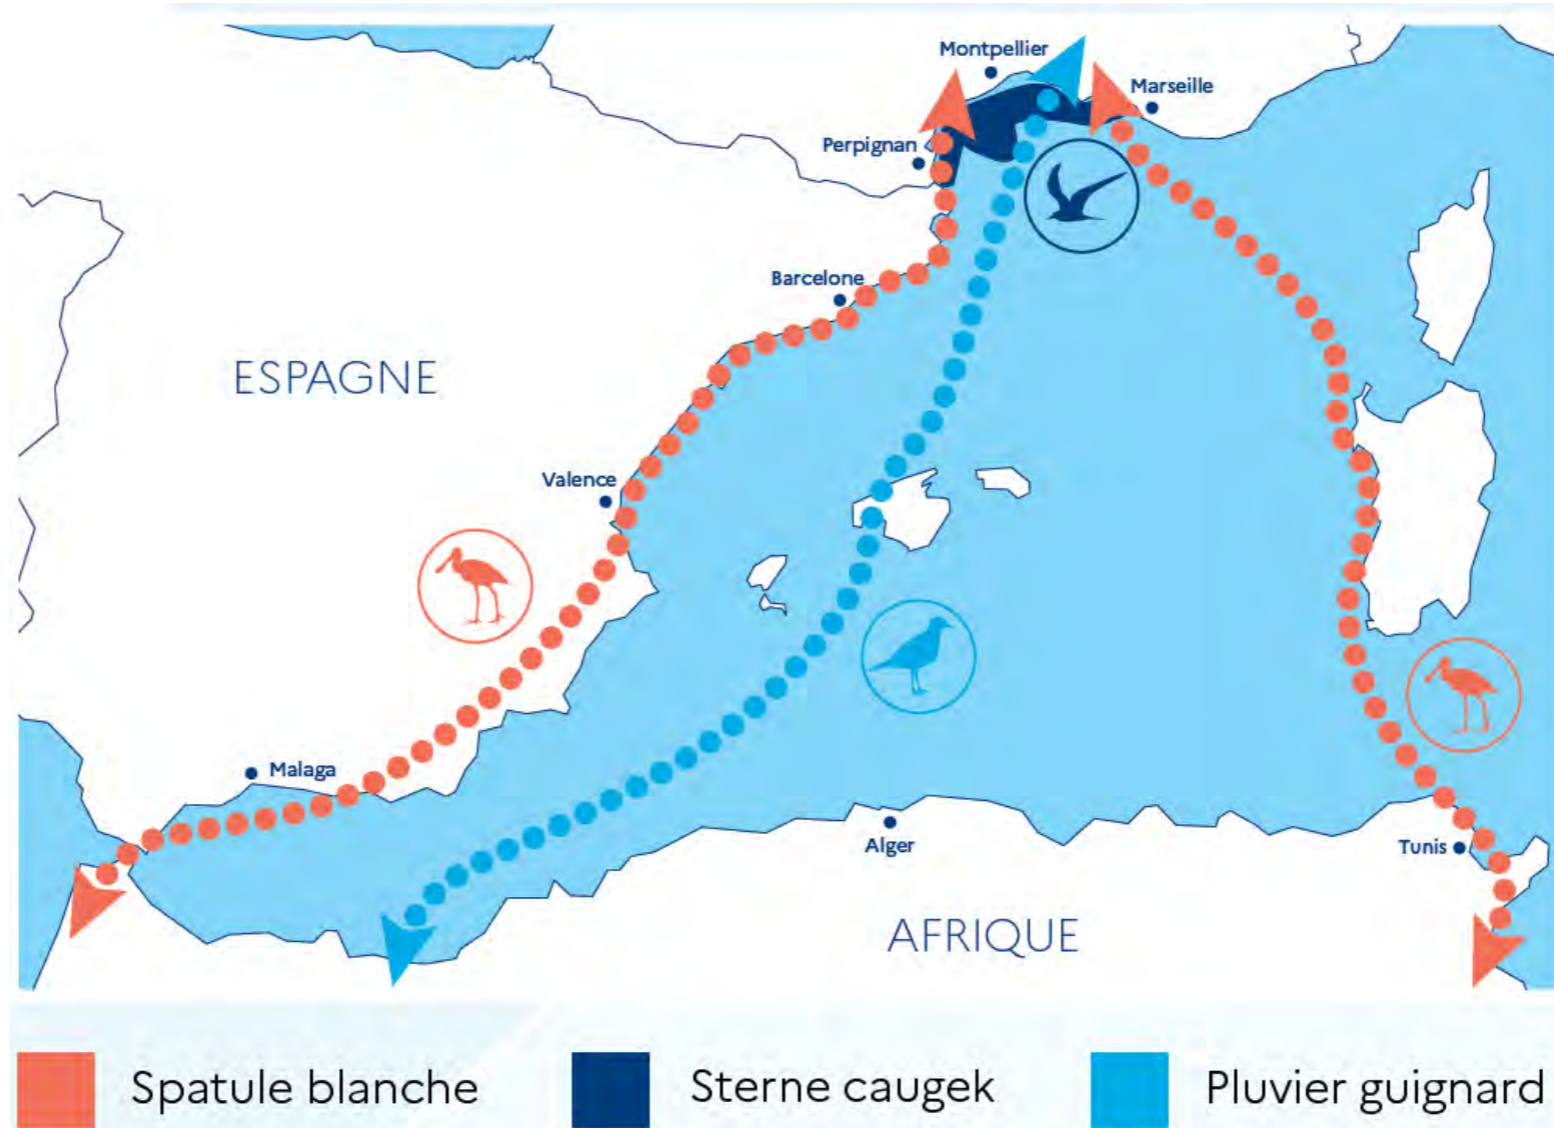 Montpellier
Marseille
Perpignan
Barcelone
ESPAGNE
Valence
Malaga
Alger
Tunis
AFRIQUE
Spatule blanche
Sterne caugek
Pluvier guignard